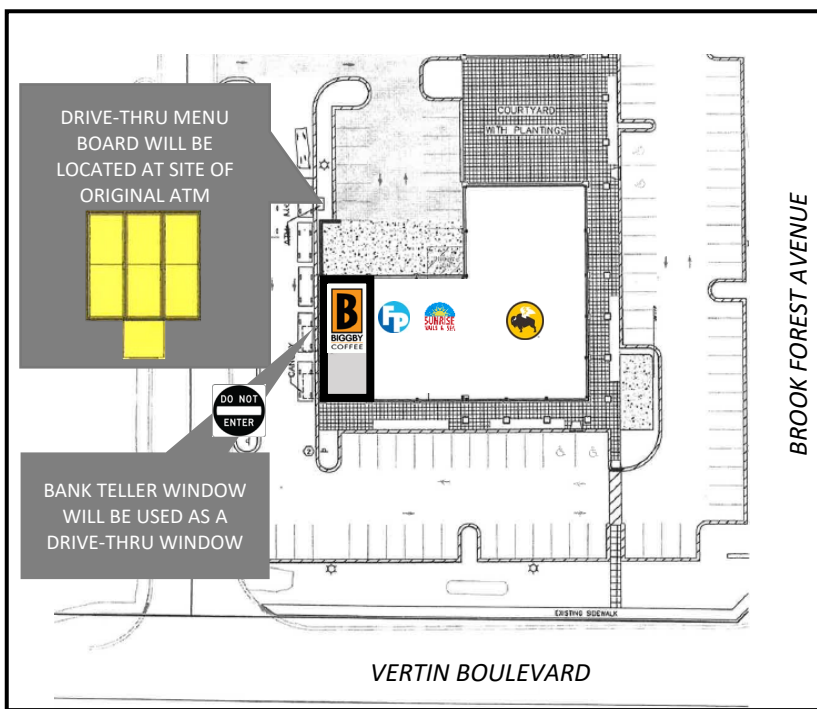 DRIVE-THRU MENU
BOARD WILL BE
LOCATED AT SITE OF
ORIGINAL ATM
COURTYARD
WITH PLANTINGS
ATM
B
BIGGBY
COFFEE
FP
SUNRISE
NAILS & SPA
CANOPY
DO NOT
ENTER
BANK TELLER WINDOW
WILL BE USED AS A
DRIVE-THRU WINDOW
EXISTING SIDEWALK
VERTIN BOULEVARD
BROOK FOREST AVENUE